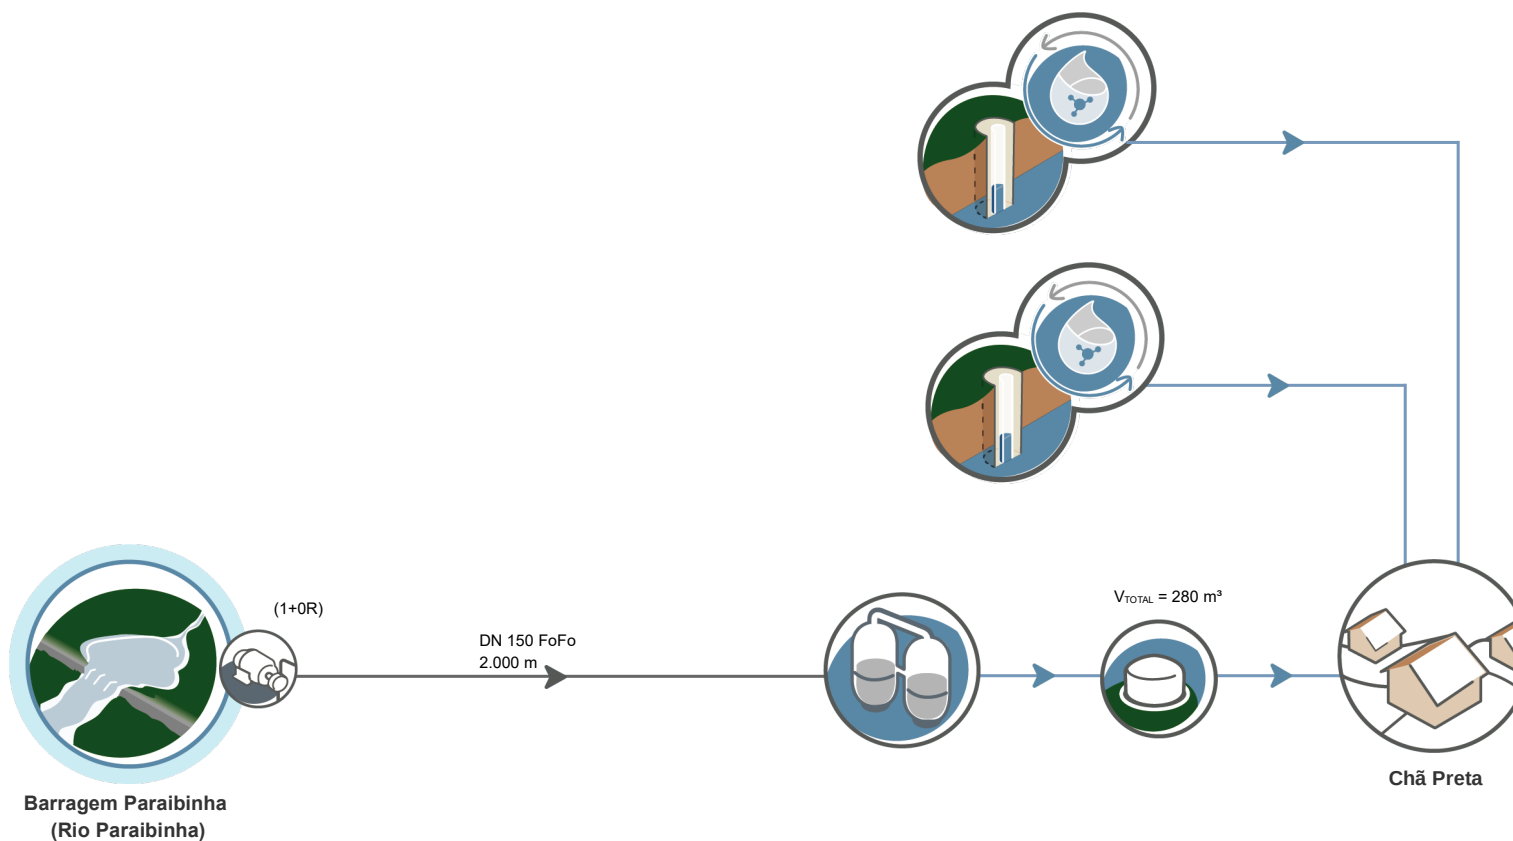 (1+0R)
DN 150 FoFo
2.000 m
VTOTAL = 280 m³
Chã Preta
Barragem Paraibinha
(Rio Paraibinha)